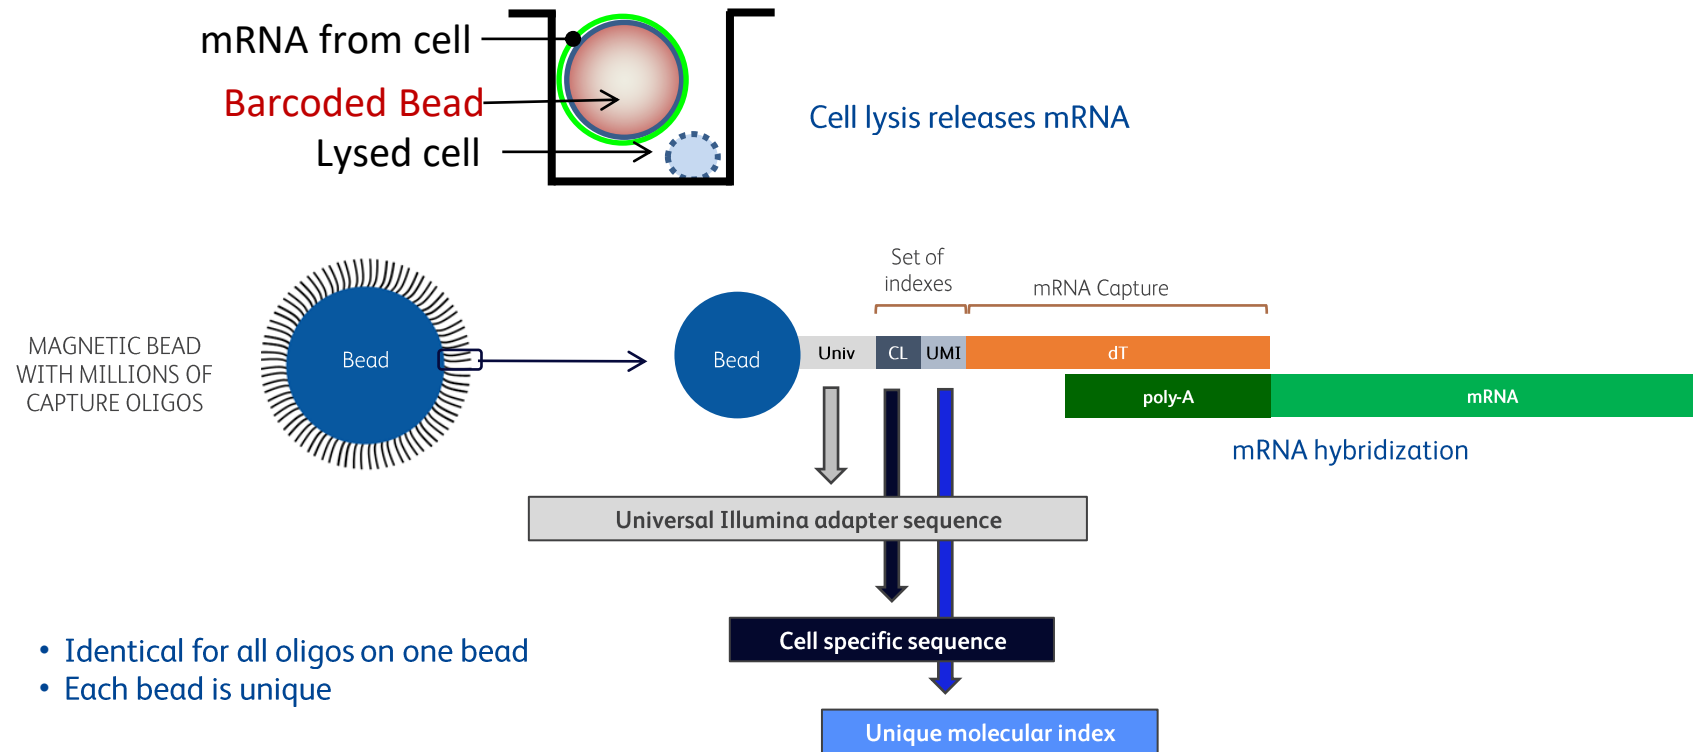 mRNA from cell
Barcoded Bead
Lysed cell
Cell lysis releases mRNA
Set of
indexes
mRNA Capture
MAGNETIC BEAD
WITH MILLIONS OF
CAPTURE OLIGOS
Bead
Bead
Univ
CL
UMI
dT
poly-A
mRNA
mRNA hybridization
Universal Illumina adapter sequence
Cell specific sequence
• Identical for all oligos on one bead
• Each bead is unique
Unique molecular index